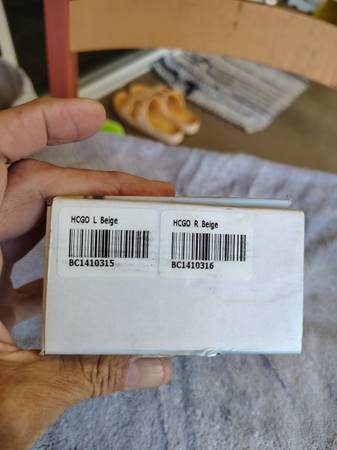 HCGO L Beige
BC1410315
HCGO R Beige
BC1410316